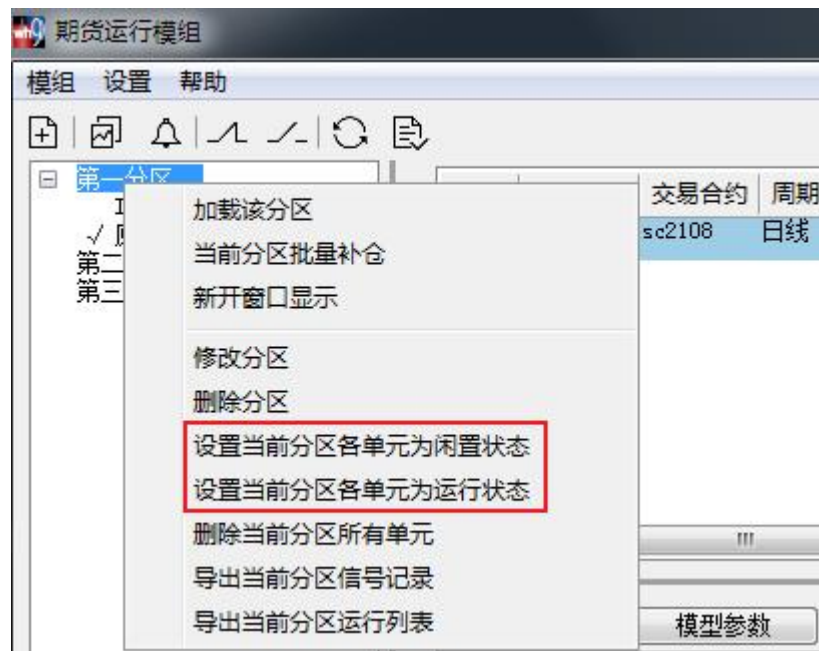 wh9 期货运行模组
模组 设置 帮助
第一分区
交易合约 周期
sc2108 日线
第二
第三
加载该分区
当前分区批量补仓
新开窗口显示
修改分区
删除分区
设置当前分区各单元为闲置状态
设置当前分区各单元为运行状态
删除当前分区所有单元
导出当前分区信号记录
导出当前分区运行列表
模型参数